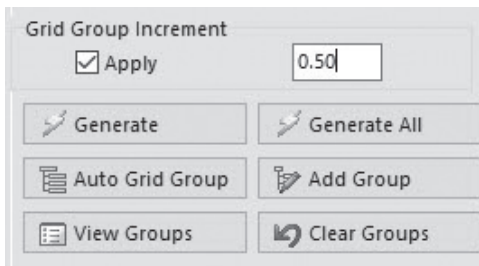 Grid Group Increment
Apply 0.50
Generate Generate All
Auto Grid Group Add Group
View Groups Clear Groups